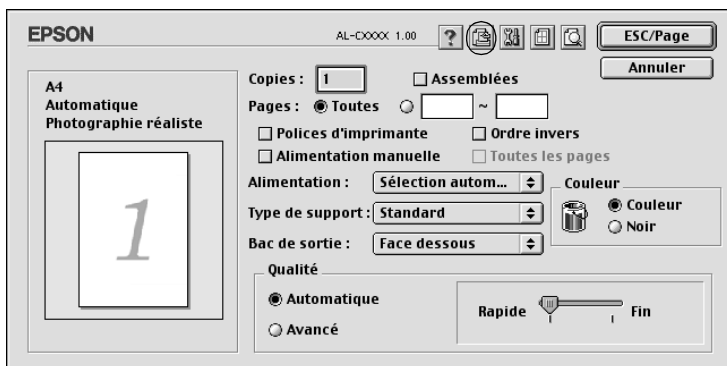 EPSON
AL-CXXXX 1.00
?
ESC/Page
Annuler
A4
Automatique
Photographie réaliste
1
Copies : 1
Assemblées
Pages : Toutes ~
Polices d'imprimante
Ordre invers
Alimentation manuelle
Toutes les pages
Alimentation : Sélection autom...
Type de support : Standard
Bac de sortie : Face dessous
Couleur
Couleur
Noir
Qualité
Automatique
Avancé
Rapide
Fin